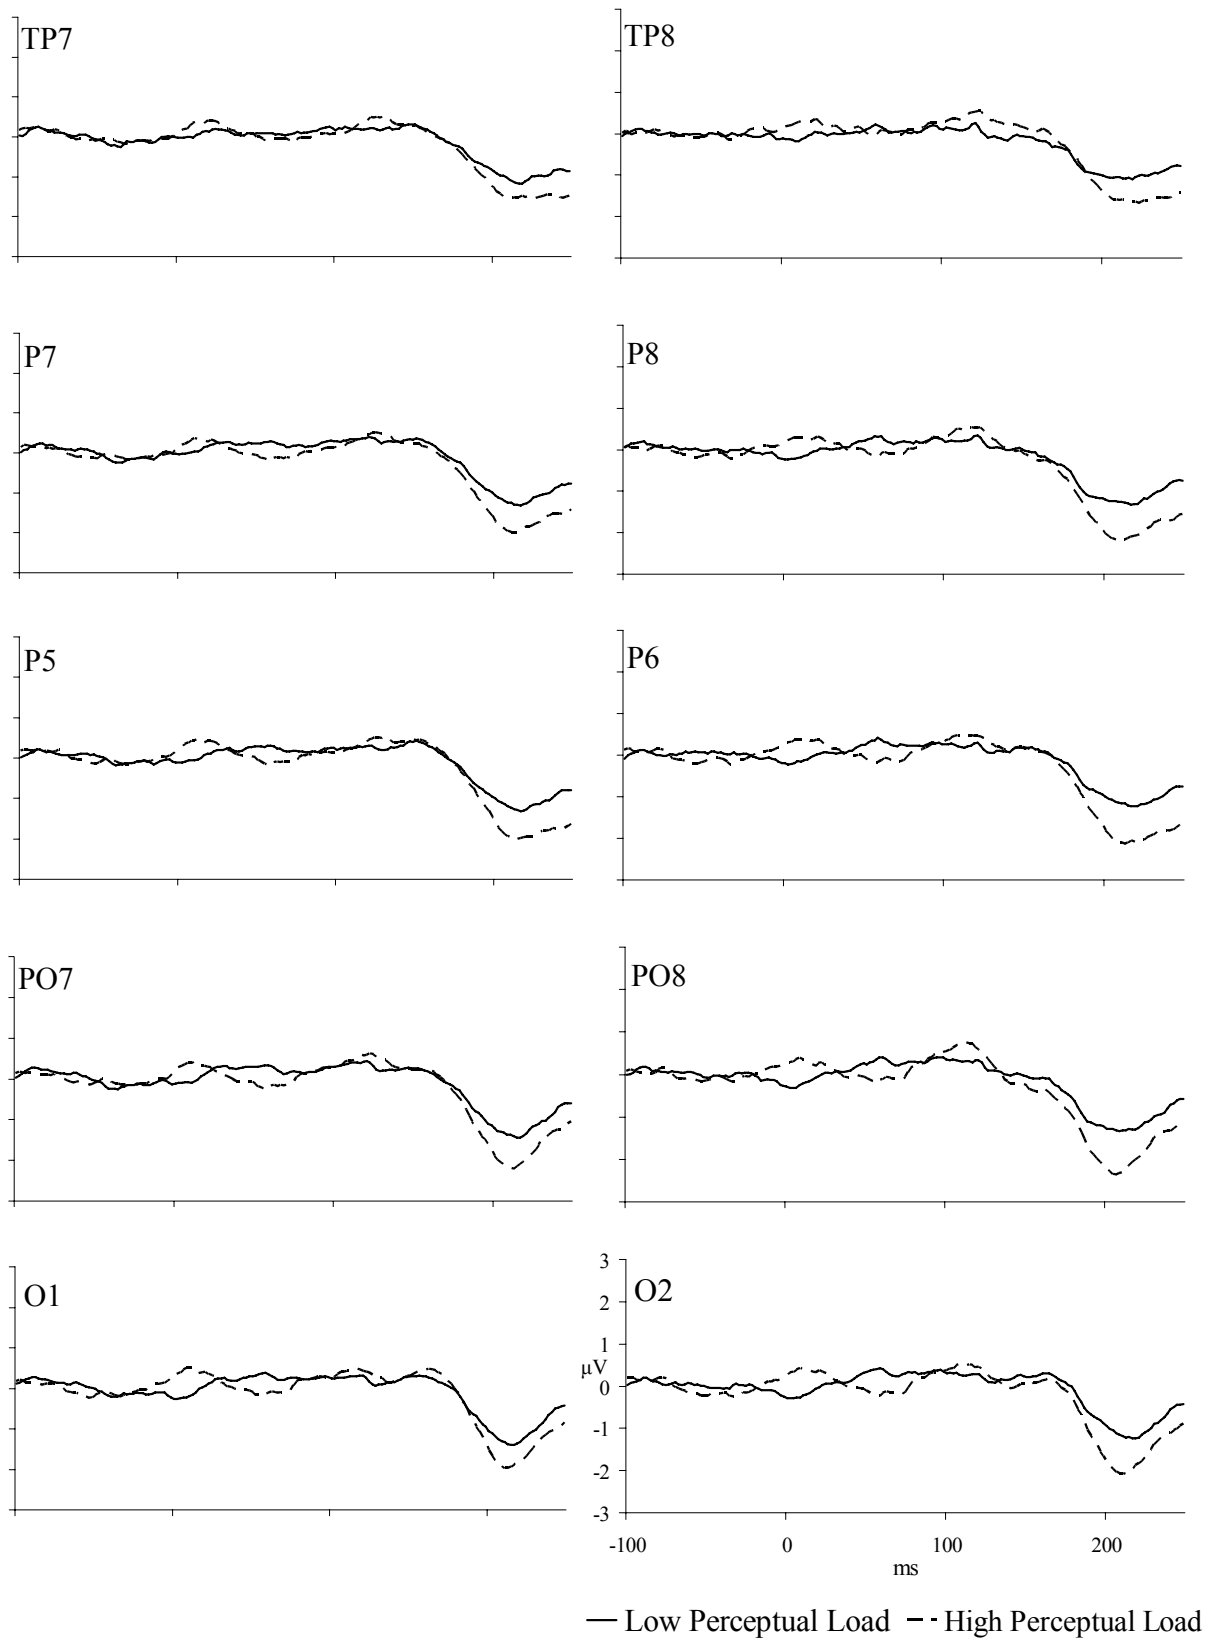 TP7
TP8
P7
P8
P5
P6
PO7
PO8
O1
O2
3
2
1
µV
0
-1
-2
-3
-100 0 100 200
ms
Low Perceptual Load High Perceptual Load